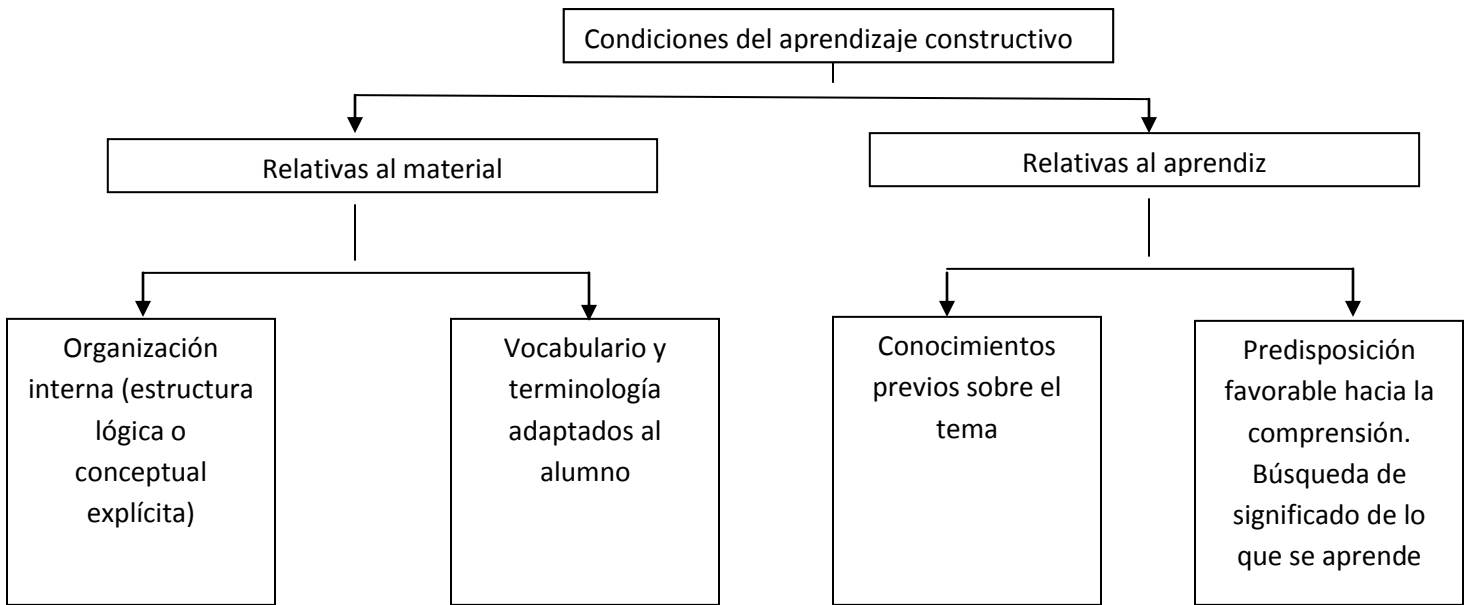 Condiciones del aprendizaje constructivo
Relativas al material
Relativas al aprendiz
Organización
interna (estructura
lógica o
conceptual
explícita)
Vocabulario y
terminología
adaptados al
alumno
Conocimientos
previos sobre el
tema
Predisposición
favorable hacia la
comprensión.
Búsqueda de
significado de lo
que se aprende